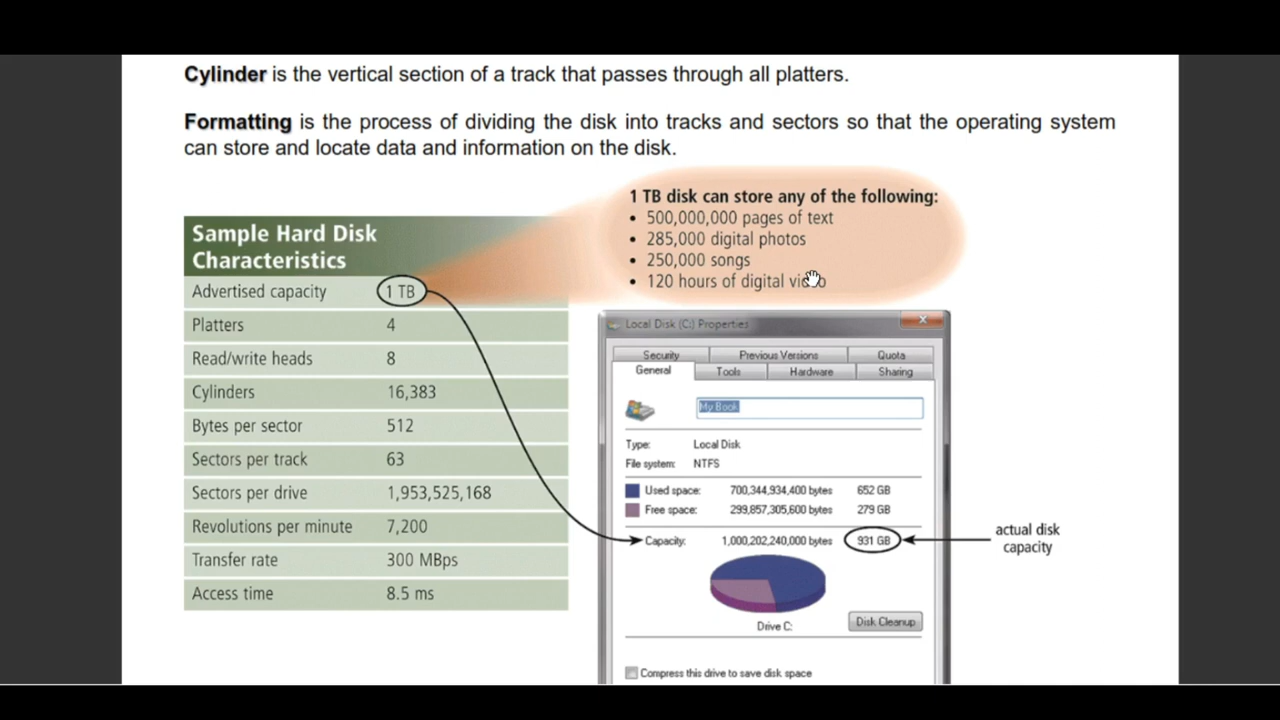 Cylinder is the vertical section of a track that passes through all platters.
Formatting is the process of dividing the disk into tracks and sectors so that the operating system
can store and locate data and information on the disk.
1 TB disk can store any of the following:
• 500,000,000 pages of text
• 285,000 digital photos
• 250,000 songs
• 120 hours of digital video
Sample Hard Disk
Characteristics
Advertised capacity 1 TB
Platters 4
Read/write heads 8
Cylinders 16,383
Bytes per sector 512
Sectors per track 63
Sectors per drive 1,953,525,168
Revolutions per minute 7,200
Transfer rate 300 MBps
Access time 8.5 ms
Local Disk (C:) Properties
Security Previous Versions Quota
General Tools Hardware Sharing
My Book
Type: Local Disk
File system: NTFS
Used space: 700,344,934,400 bytes 652 GB
Free space: 299,857,305,600 bytes 279 GB
Capacity: 1,000,202,240,000 bytes 931 GB
actual disk
capacity
Drive C:
Disk Cleanup
Compress this drive to save disk space